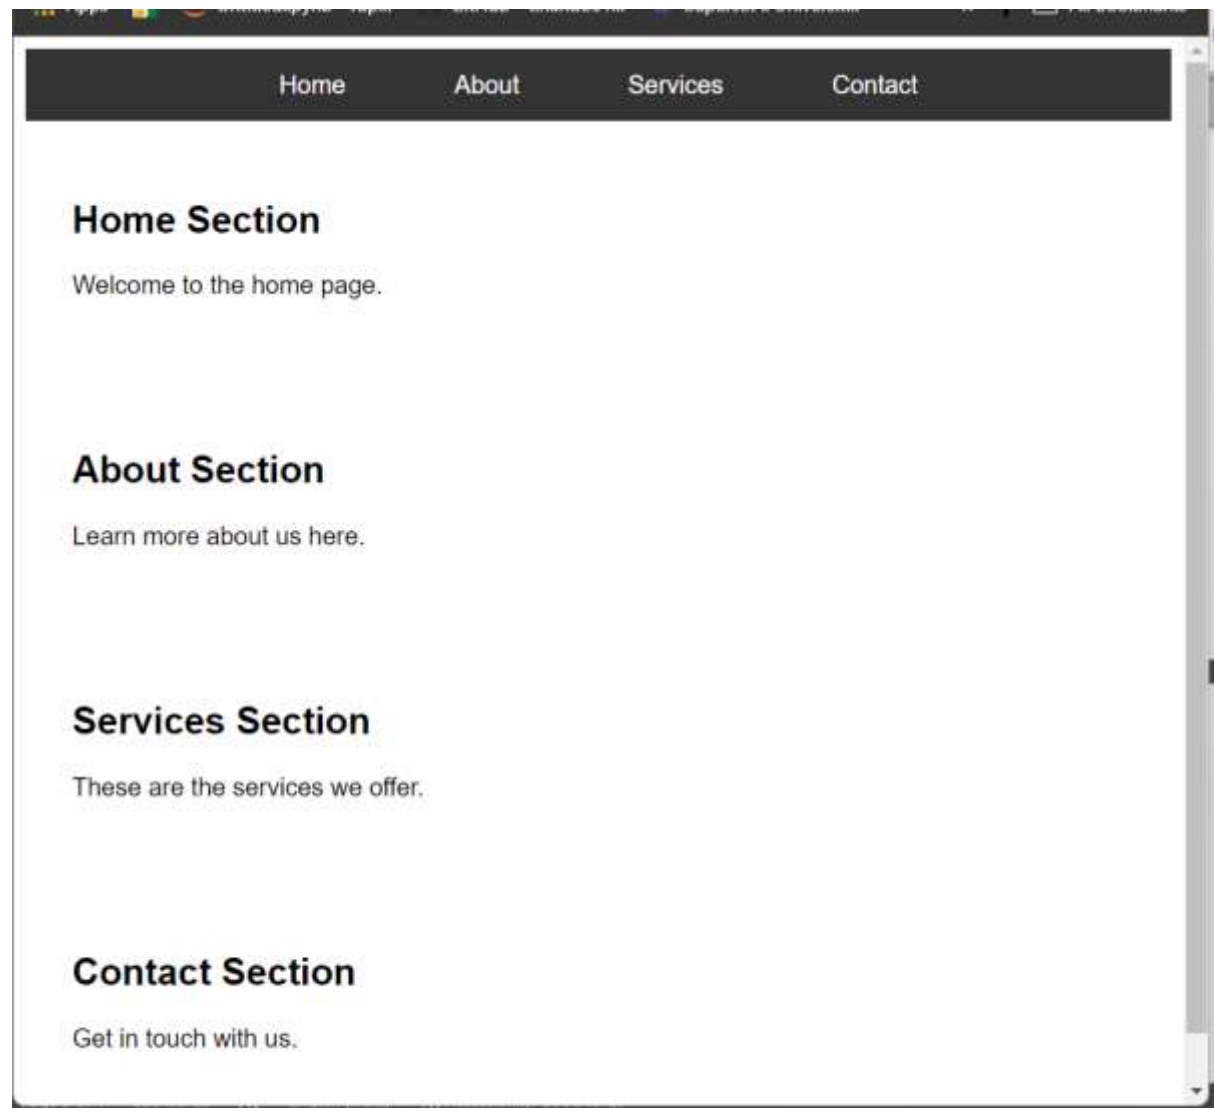 Home About Services Contact
Home Section
Welcome to the home page.
About Section
Learn more about us here.
Services Section
These are the services we offer.
Contact Section
Get in touch with us.